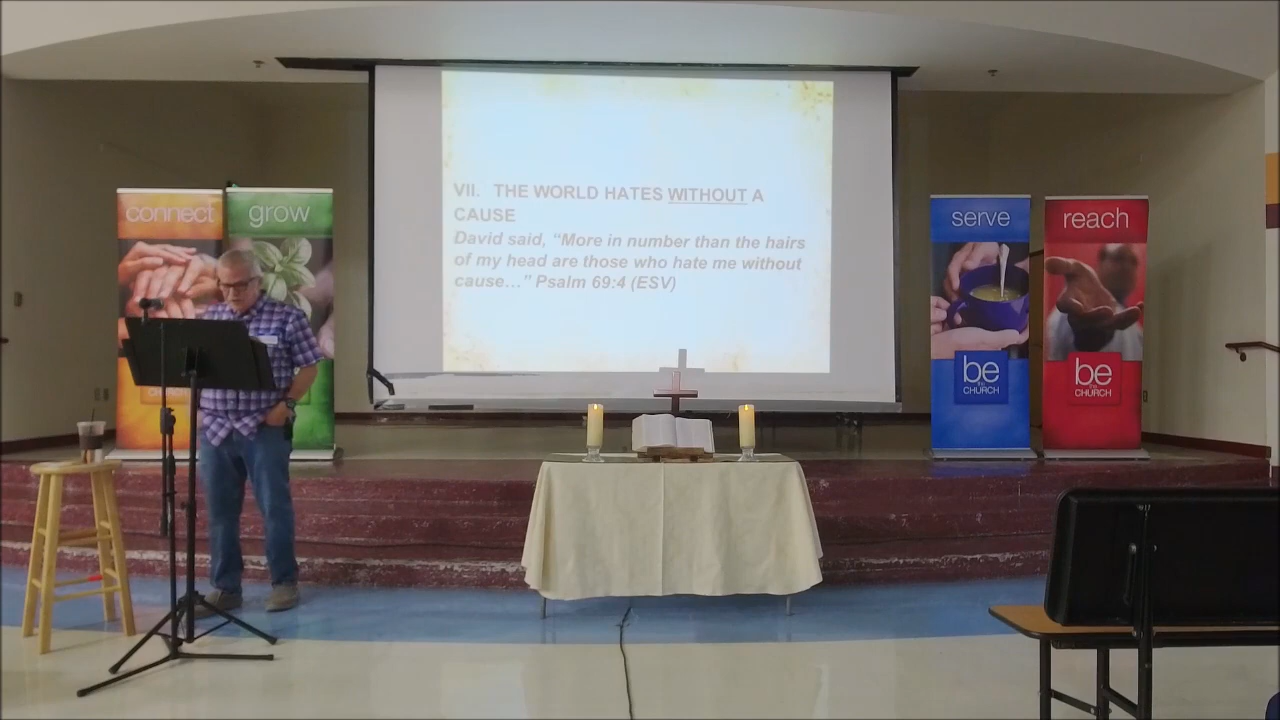 VII. THE WORLD HATES WITHOUT A
CAUSE
David said, “More in number than the hairs
of my head are those who hate me without
cause…” Psalm 69:4 (ESV)
connect
grow
serve
reach
be
CHURCH
be
CHURCH
CHURCH